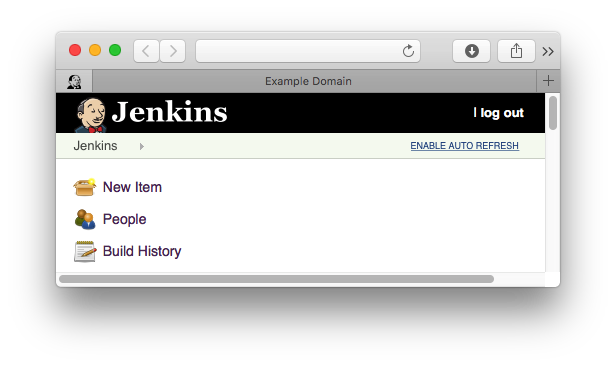 Example Domain
Jenkins
| log out
Jenkins
ENABLE AUTO REFRESH
New Item
People
Build History